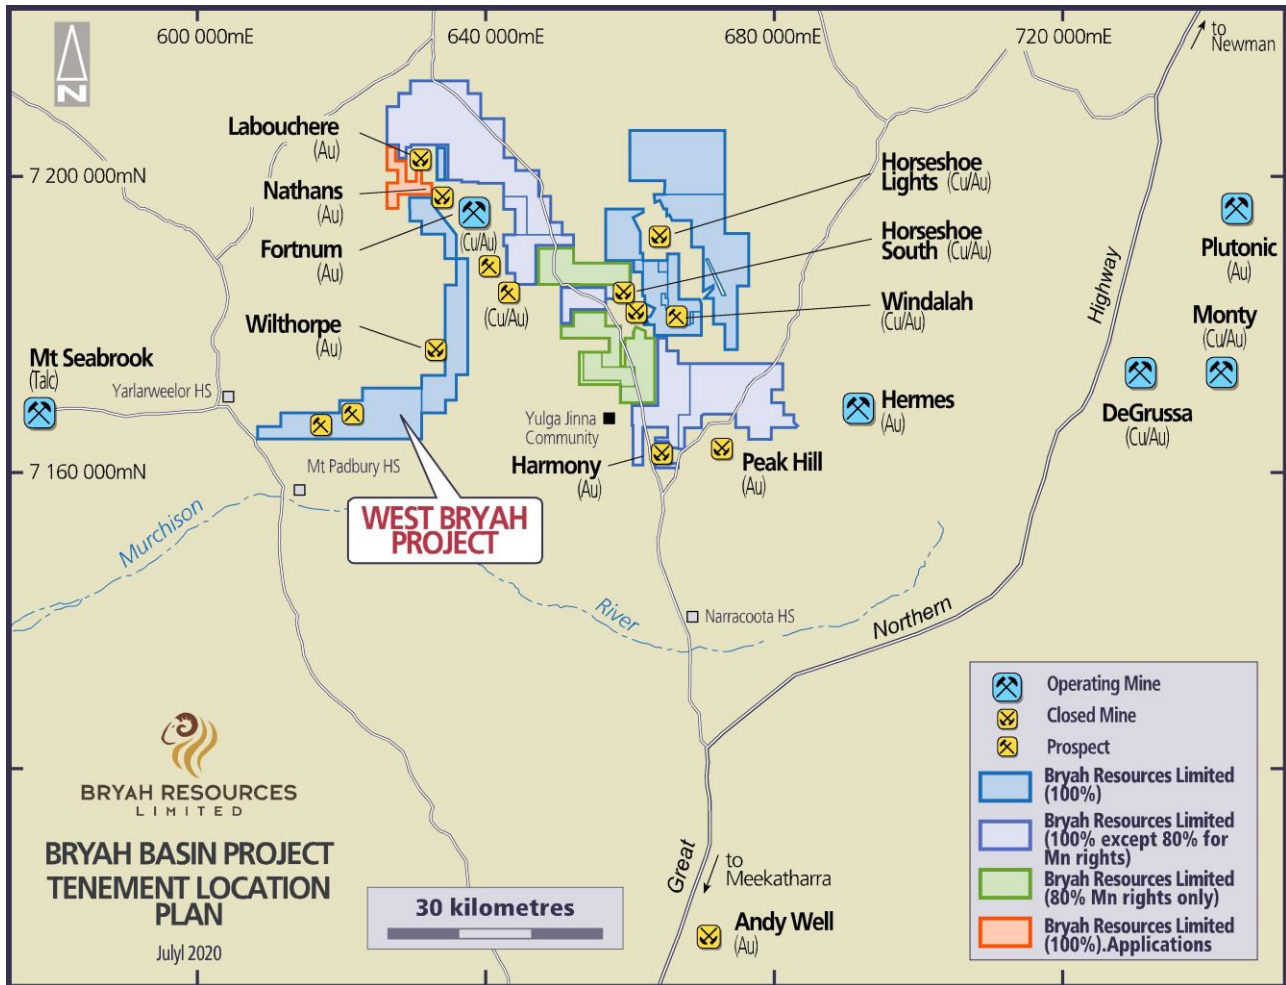 600 000mE
640 000mE
680 000mE
720 000mE
to
Newman
N
Labouchere
(Au)
7 200 000mN
Nathans
(Au)
Fortnum
(Au)
(Cu/Au)
(Cu/Au)
Horseshoe
Lights (Cu/Au)
Horseshoe
South (Cu/Au)
Windalah
(Cu/Au)
Plutonic
(Au)
Monty
(Cu/Au)
Highway
Wilthorpe
(Au)
Mt Seabrook
(Talc)
Yarlarweelor HS
Hermes
(Au)
DeGrussa
(Cu/Au)
Yulga Jinna
Community
7 160 000mN
Mt Padbury HS
Harmony
(Au)
Peak Hill
(Au)
WEST BRYAH
PROJECT
Murchison
River
Narracoota HS
Northern
Great
to
Meekatharra
Andy Well
(Au)
BRYAH RESOURCES
LIMITED
BRYAH BASIN PROJECT
TENEMENT LOCATION
PLAN
Julyl 2020
30 kilometres
Operating Mine
Closed Mine
Prospect
Bryah Resources Limited
(100%)
Bryah Resources Limited
(100% except 80% for
Mn rights)
Bryah Resources Limited
(80% Mn rights only)
Bryah Resources Limited
(100%).Applications